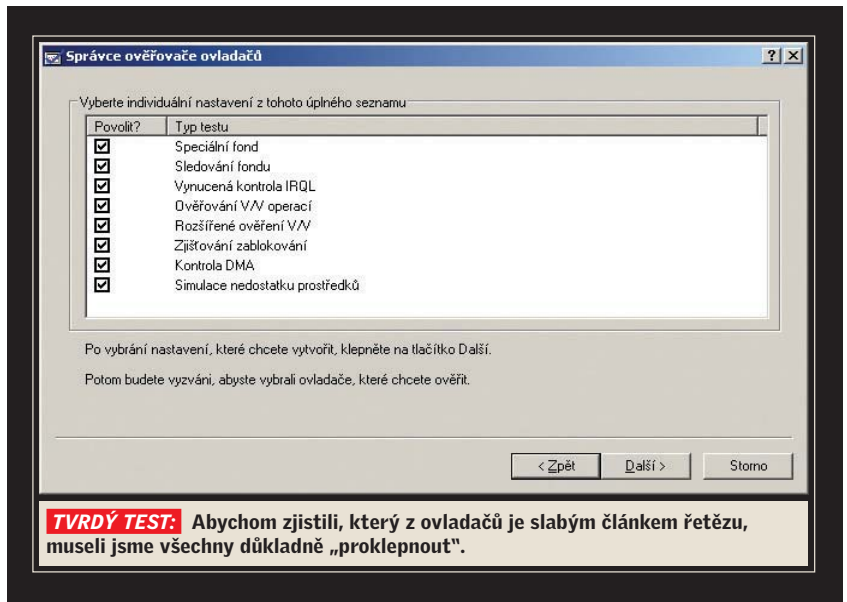 Správce ověřovače ovladačů
Vyberte individuální nastavení z tohoto úplného seznamu
Povolit? Typ testu
Speciální fond
Sledování fondu
Vynucená kontrola IRQL
Ověřování V/V operací
Rozšířené ověření V/V
Zjišťování zablokování
Kontrola DMA
Simulace nedostatku prostředků
Po vybrání nastavení, které chcete vytvořit, klepněte na tlačítko Další.
Potom budete vyzváni, abyste vybrali ovladače, které chcete ověřit.
< Zpět Další > Storno
TVRDÝ TEST: Abychom zjistili, který z ovladačů je slabým článkem řetězu,
museli jsme všechny důkladně „proklepnout".